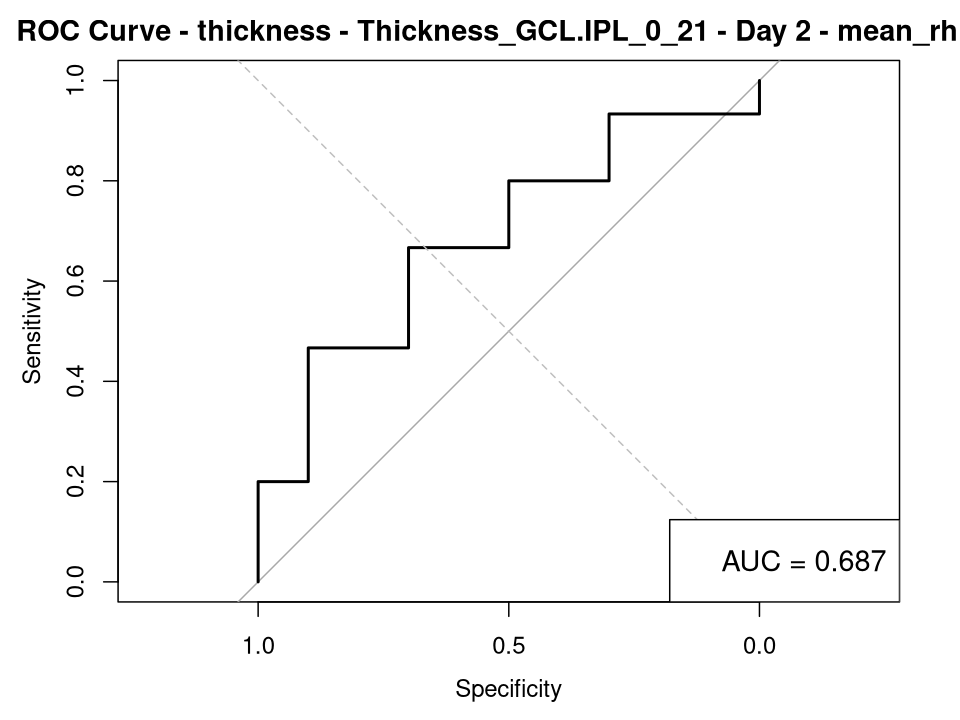 ROC Curve - thickness - Thickness_GCL.IPL_0_21 - Day 2 - mean_rh
Sensitivity
1.0
0.8
0.6
0.4
0.2
0.0
AUC = 0.687
1.0 0.5 0.0
Specificity